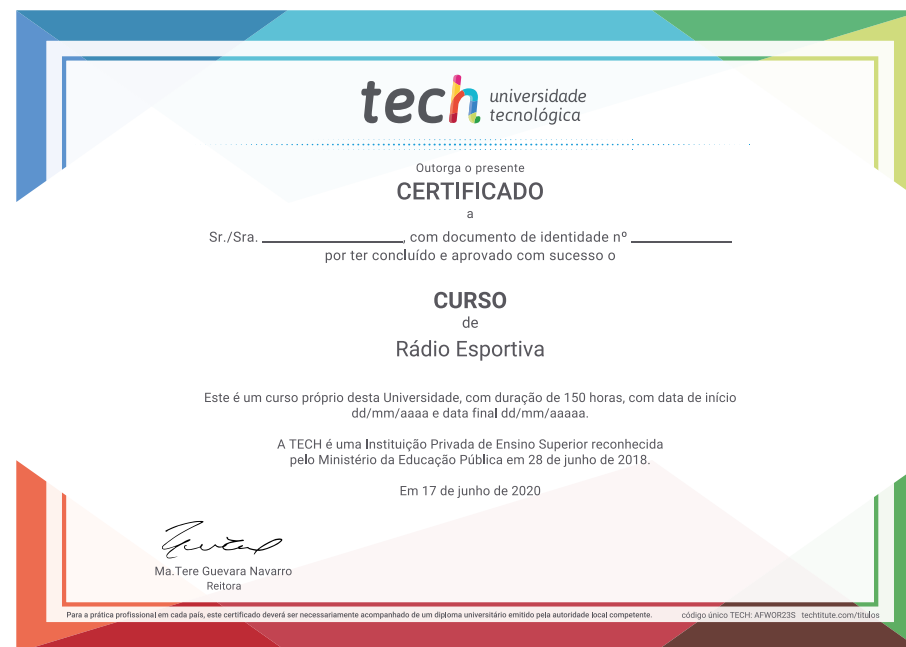 tech universidade
tecnológica
Outorga o presente
CERTIFICADO
a
Sr./Sra. ____________, com documento de identidade nº ____________
por ter concluído e aprovado com sucesso o
CURSO
de
Rádio Esportiva
Este é um curso próprio desta Universidade, com duração de 150 horas, com data de início
dd/mm/aaaa e data final dd/mm/aaaaa.
A TECH é uma Instituição Privada de Ensino Superior reconhecida
pelo Ministério da Educação Pública em 28 de junho de 2018.
Em 17 de junho de 2020
Ma.Tere Guevara Navarro
Reitora
Para a prática profissional em cada país, este certificado deverá ser necessariamente acompanhado de um diploma universitário emitido pela autoridade local competente. código único TECH: AFWOR23S techtitute.com/titulos